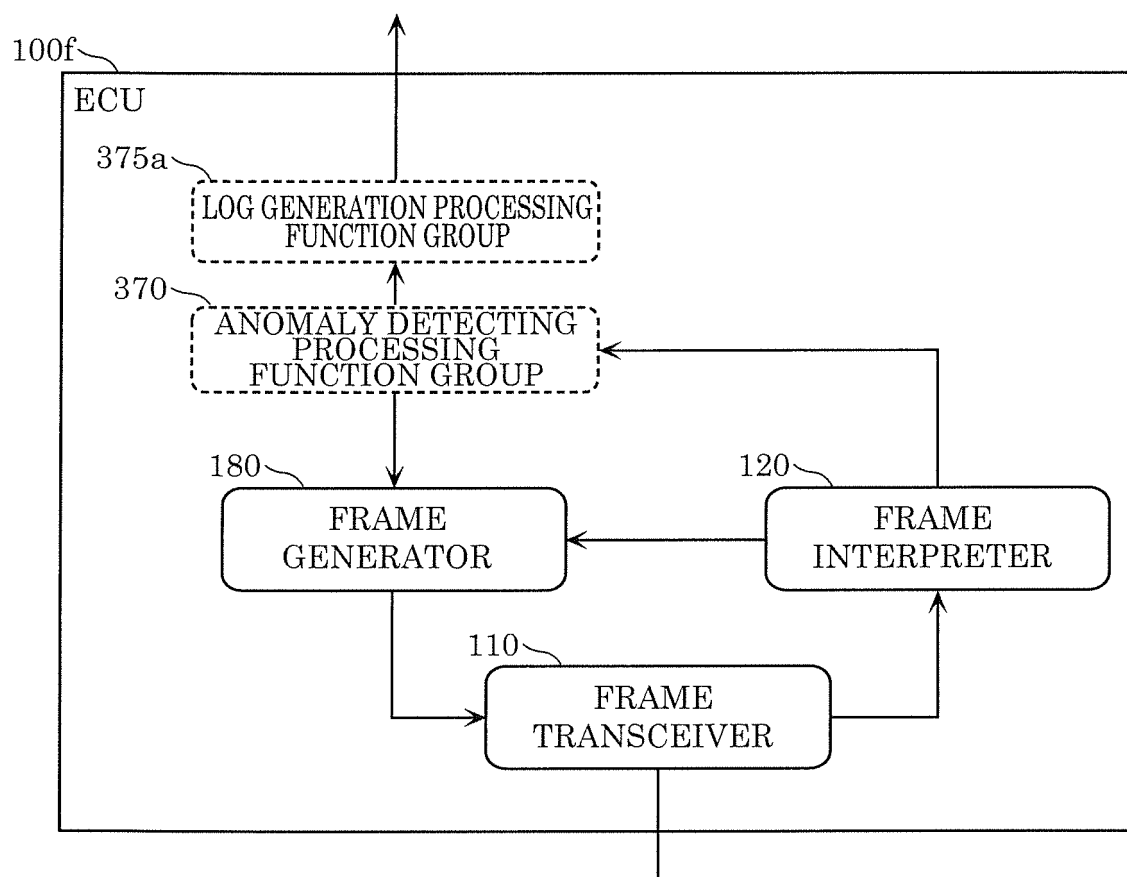 100f
ECU
375a
LOG GENERATION PROCESSING
FUNCTION GROUP
370
ANOMALY DETECTING
PROCESSING
FUNCTION GROUP
180
FRAME
GENERATOR
120
FRAME
INTERPRETER
110
FRAME
TRANSCEIVER